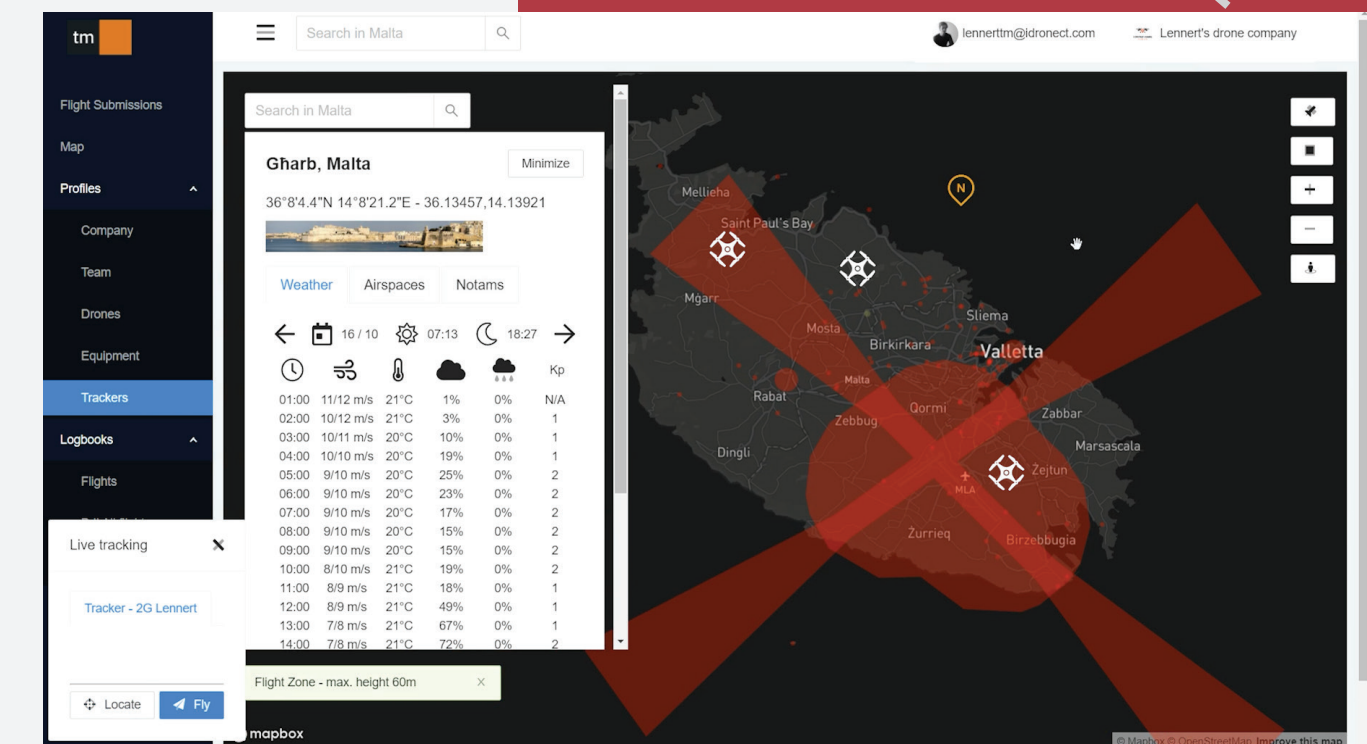 tm
Search in Malta
lennerttm@idronect.com
Lennert's drone company
Flight Submissions
Map
Profiles
Company
Team
Drones
Equipment
Trackers
Logbooks
Flights
Search in Malta
Għarb, Malta
Minimize
36°8'4.4"N 14°8'21.2"E - 36.13457,14.13921
Weather Airspaces Notams
16 / 10 07:13 18:27
Kp
01:00 11/12 m/s 21°C 1% 0% N/A
02:00 10/12 m/s 21°C 3% 0% 1
03:00 10/11 m/s 20°C 10% 0% 1
04:00 10/10 m/s 20°C 19% 0% 1
05:00 9/10 m/s 20°C 25% 0% 2
06:00 9/10 m/s 20°C 23% 0% 2
07:00 9/10 m/s 20°C 17% 0% 2
08:00 9/10 m/s 20°C 15% 0% 2
09:00 9/10 m/s 20°C 15% 0% 2
10:00 8/10 m/s 21°C 19% 0% 2
11:00 8/9 m/s 21°C 18% 0% 1
12:00 8/9 m/s 21°C 49% 0% 1
13:00 7/8 m/s 21°C 67% 0% 1
14:00 7/8 m/s 21°C 72% 0% 2
Live tracking
Tracker - 2G Lennert
Locate
Fly
Flight Zone - max. height 60m
mapbox
N
Mellieha
Saint Paul's Bay
Mġarr
Sliema
Mosta
Birkirkara
Valletta
Malta
Rabat
Qormi
Zabbar
Zebbug
Marsascala
Dingli
Żejtun
MLA
Żurrieq
Birzebbugia
© Mapbox © OpenStreetMap Improve this map